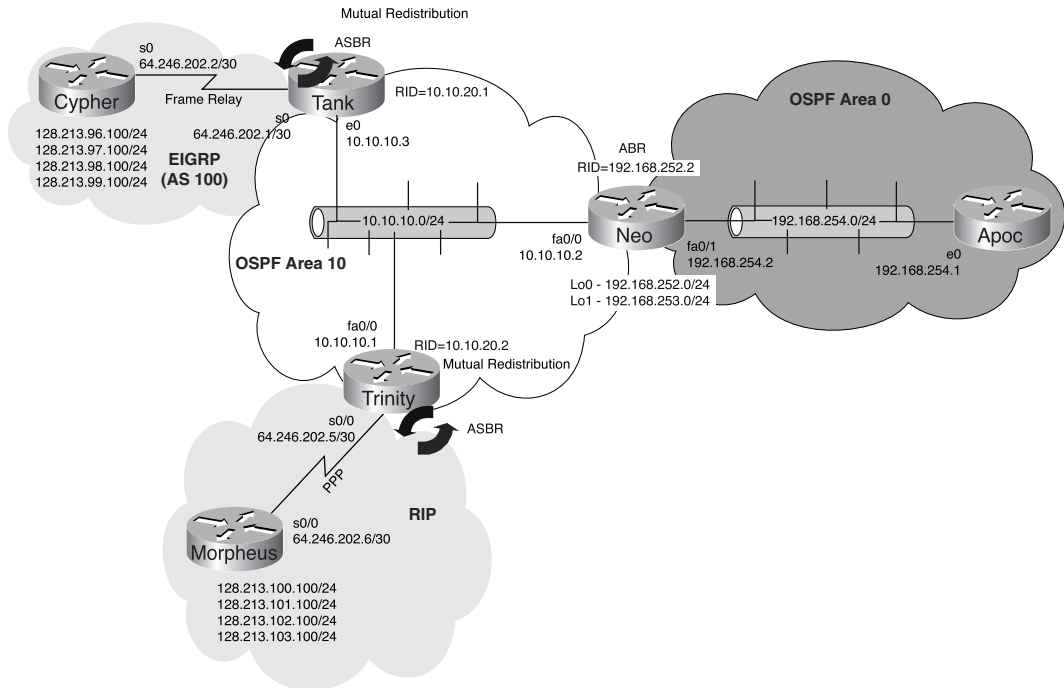 Mutual Redistribution
s0
64.246.202.2/30
ASBR
Cypher
Frame Relay
Tank
RID=10.10.20.1
s0
64.246.202.1/30
e0
10.10.10.3
128.213.96.100/24
128.213.97.100/24
128.213.98.100/24
128.213.99.100/24
EIGRP
(AS 100)
OSPF Area 0
ABR
RID=192.168.252.2
10.10.10.0/24
Neo
192.168.254.0/24
Apoc
fa0/0
10.10.10.2
fa0/1
192.168.254.2
e0
192.168.254.1
OSPF Area 10
Lo0 - 192.168.252.0/24
Lo1 - 192.168.253.0/24
fa0/0
10.10.10.1
RID=10.10.20.2
Mutual Redistribution
Trinity
s0/0
64.246.202.5/30
ASBR
PPP
RIP
s0/0
64.246.202.6/30
Morpheus
128.213.100.100/24
128.213.101.100/24
128.213.102.100/24
128.213.103.100/24